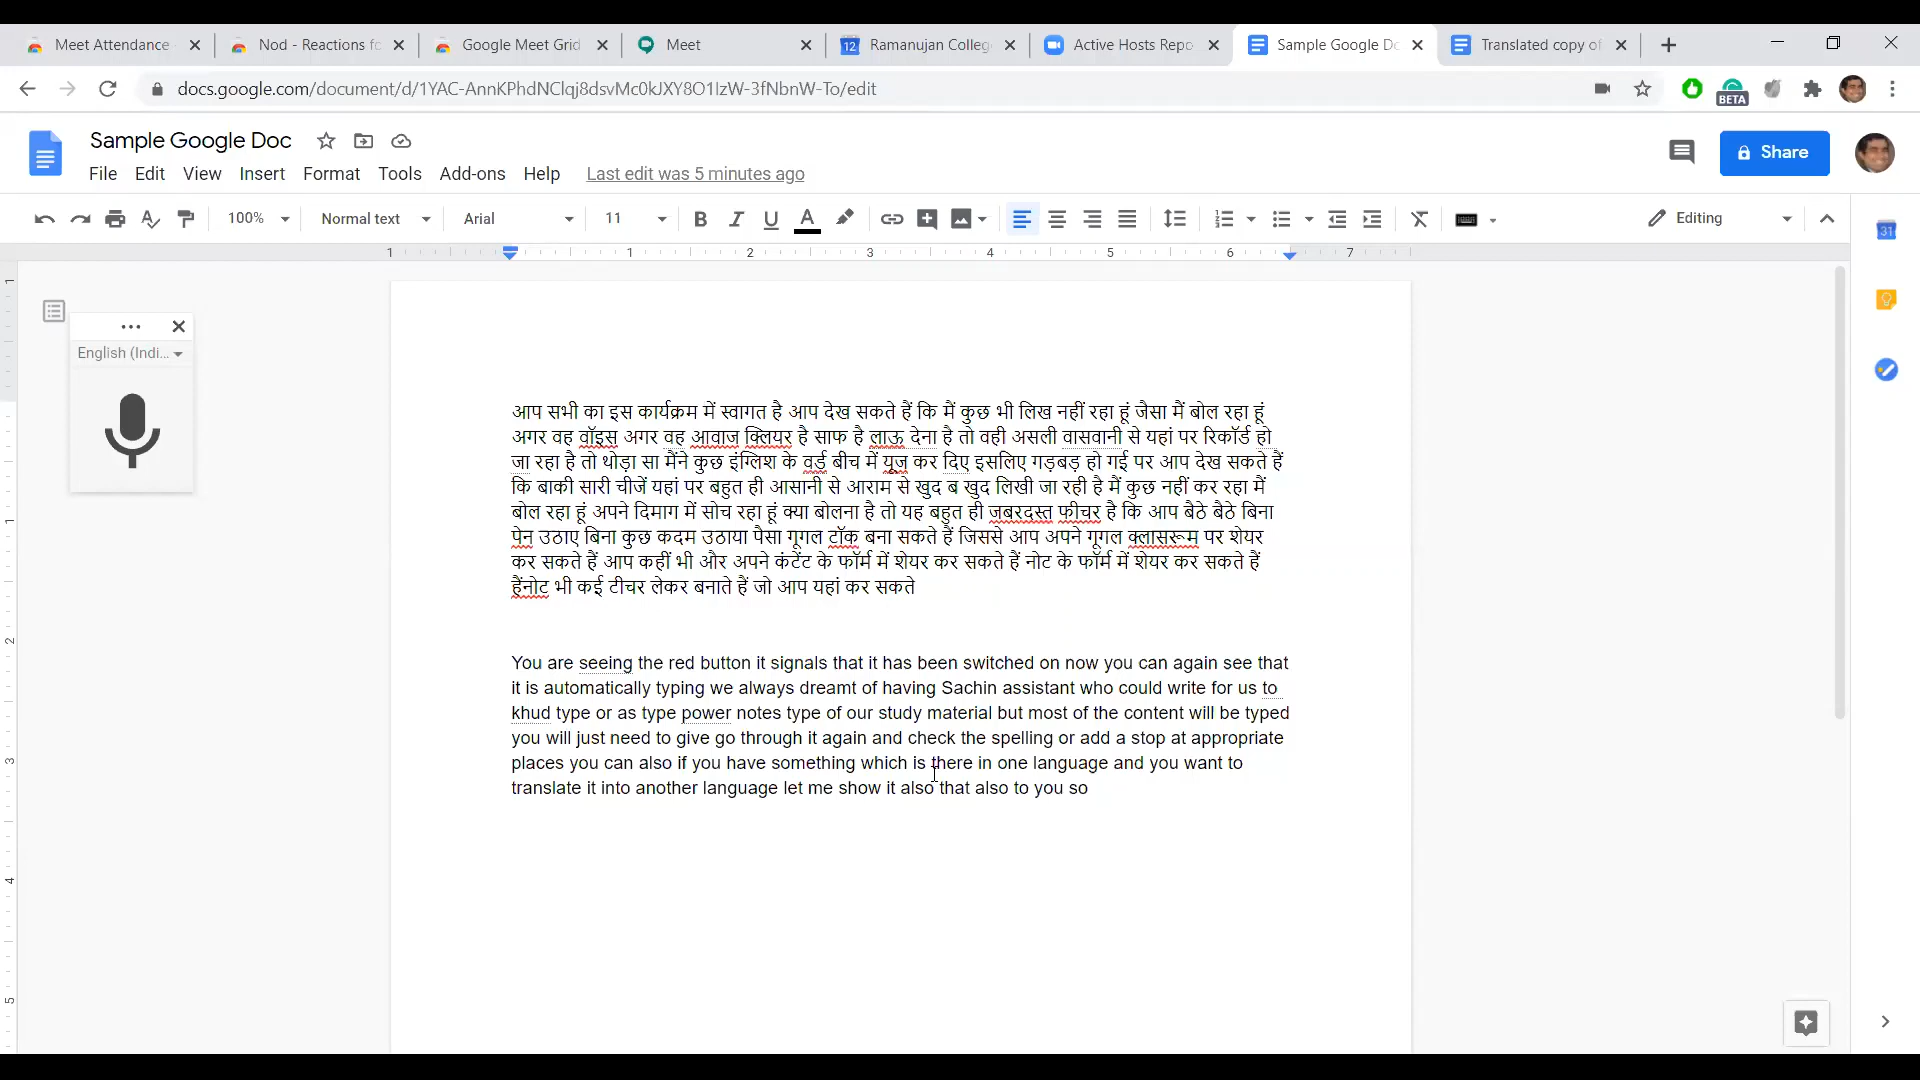 Meet Attendance
Nod - Reactions fo
Google Meet Grid
Meet
Ramanujan Colleg
Active Hosts Repo
Sample Google Do
Translated copy of
docs.google.com/document/d/1YAC-AnnKPhdNClqj8dsvMc0kJXY8O1IzW-3fNbnW-To/edit
BETA
Sample Google Doc
Share
File Edit View Insert Format Tools Add-ons Help Last edit was 5 minutes ago
100% Normal text Arial 11 B I U A Editing
1 1 2 3 4 5 6 7
31
English (Indi...
आप सभी का इस कार्यक्रम में स्वागत है आप देख सकते हैं कि मैं कुछ भी लिख नहीं रहा हूं जैसा मैं बोल रहा हूं
अगर वह वॉइस अगर वह आवाज क्लियर है साफ है लाऊ देना है तो वही असली वासवानी से यहां पर रिकॉर्ड हो
जा रहा है तो थोड़ा सा मैंने कुछ इंग्लिश के वर्ड बीच में यूज कर दिए इसलिए गड़बड़ हो गई पर आप देख सकते हैं
कि बाकी सारी चीजें यहां पर बहुत ही आसानी से आराम से खुद ब खुद लिखी जा रही है मैं कुछ नहीं कर रहा मैं
बोल रहा हूं अपने दिमाग में सोच रहा हूं क्या बोलना है तो यह बहुत ही जबरदस्त फीचर है कि आप बैठे बैठे बिना
पेन उठाए बिना कुछ कदम उठाया पैसा गूगल टॉक बना सकते हैं जिससे आप अपने गूगल क्लासरूम पर शेयर
कर सकते हैं आप कहीं भी और अपने कंटेंट के फॉर्म में शेयर कर सकते हैं नोट के फॉर्म में शेयर कर सकते हैं
हैंनोट भी कई टीचर लेकर बनाते हैं जो आप यहां कर सकते
You are seeing the red button it signals that it has been switched on now you can again see that
it is automatically typing we always dreamt of having Sachin assistant who could write for us to
khud type or as type power notes type of our study material but most of the content will be typed
you will just need to give go through it again and check the spelling or add a stop at appropriate
places you can also if you have something which is there in one language and you want to
translate it into another language let me show it also that also to you so